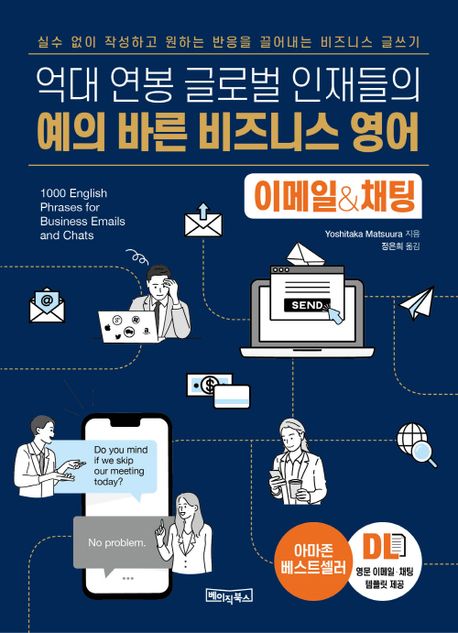 실수 없이 작성하고 원하는 반응을 끌어내는 비즈니스 글쓰기
억대 연봉 글로벌 인재들의
예의 바른 비즈니스 영어
이메일&채팅
1000 English
Phrases for
Business Emails
and Chats
Yoshitaka Matsuura 지음
장은희 옮김
@
SEND
$
Do you mind
if we skip
our meeting
today?
No problem.
아마존
베스트셀러
DL
영문 이메일·채팅
템플릿 제공
베이직북스